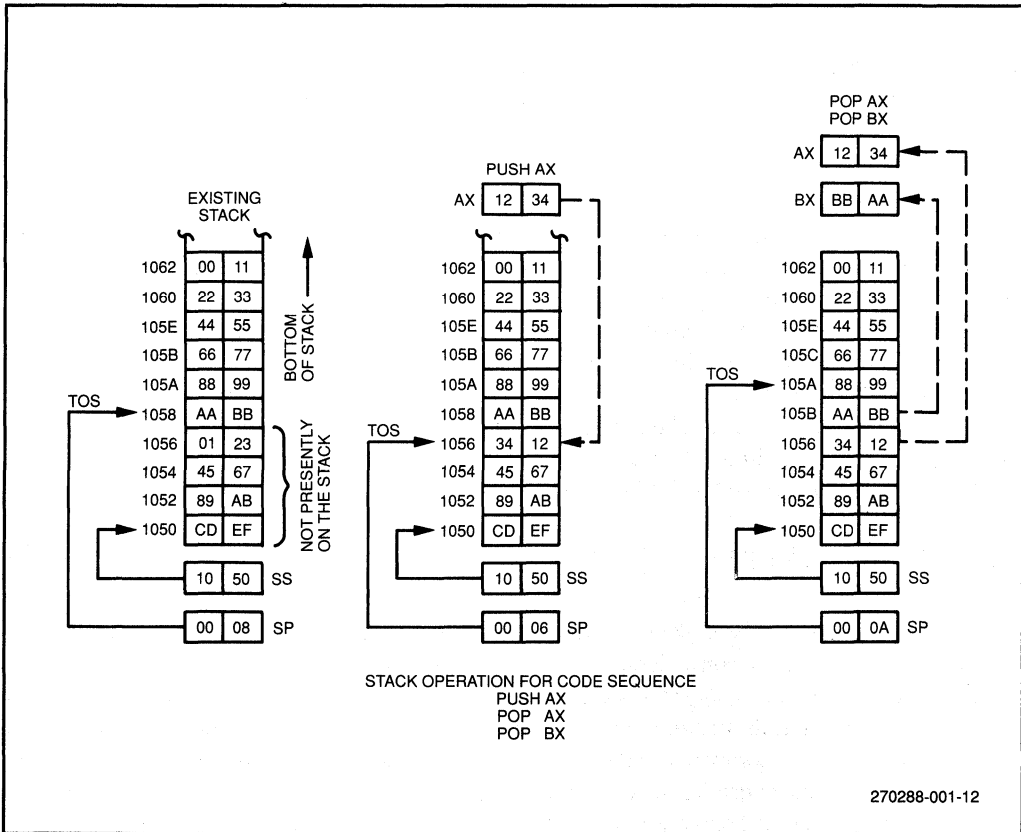 EXISTING
STACK
1062 00 11
1060 22 33
105E 44 55
105B 66 77
105A 88 99
TOS
1058 AA BB
1056 01 23
1054 45 67
1052 89 AB
1050 CD EF
BOTTOM
OF STACK
NOT PRESENTLY
ON THE STACK
10 50 SS
00 08 SP
PUSH AX
AX 12 34
1062 00 11
1060 22 33
105E 44 55
105B 66 77
105A 88 99
1058 AA BB
TOS
1056 34 12
1054 45 67
1052 89 AB
1050 CD EF
10 50 SS
00 06 SP
POP AX
POP BX
AX 12 34
BX BB AA
1062 00 11
1060 22 33
105E 44 55
105C 66 77
TOS
105A 88 99
105B AA BB
1056 34 12
1054 45 67
1052 89 AB
1050 CD EF
10 50 SS
00 0A SP
STACK OPERATION FOR CODE SEQUENCE
PUSH AX
POP AX
POP BX
270288-001-12